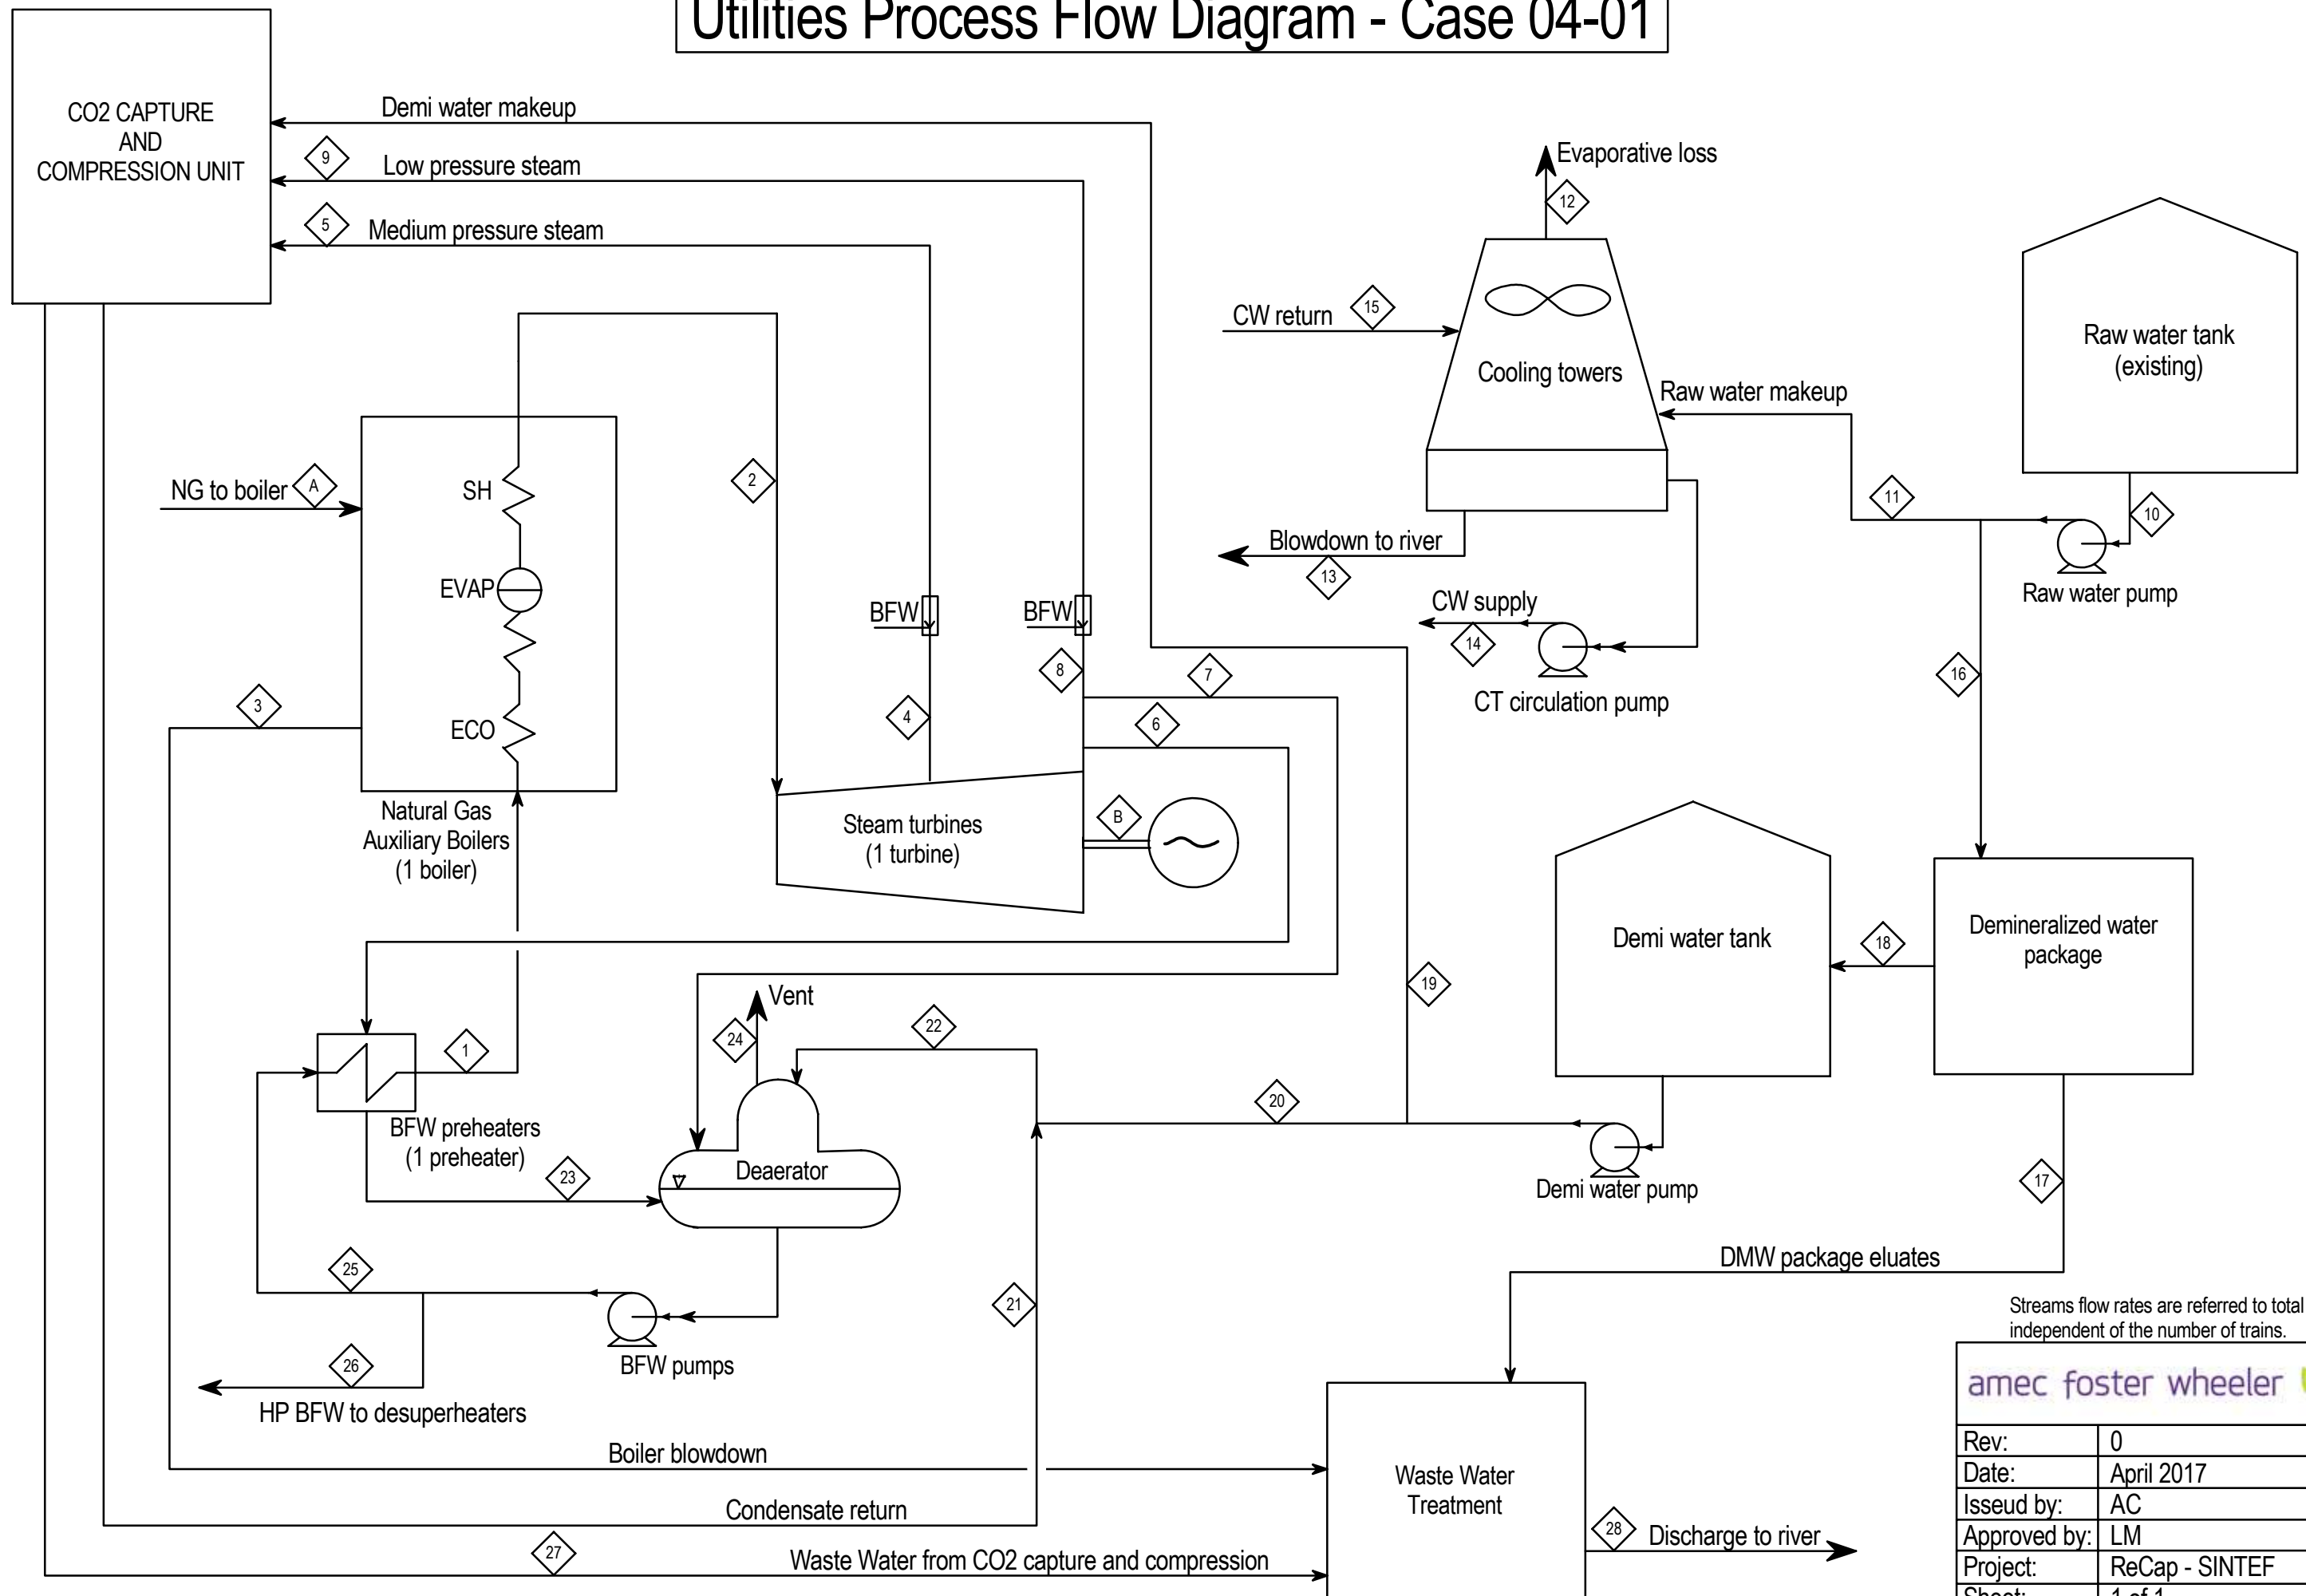 Utilities Process Flow Diagram - Case 04-01
CO2 CAPTURE
AND
COMPRESSION UNIT
Demi water makeup
9
Low pressure steam
5
Medium pressure steam
Evaporative loss
12
CW return
15
Cooling towers
Raw water tank
(existing)
Raw water makeup
NG to boiler
A
SH
EVAP
ECO
2
11
10
Blowdown to river
13
Raw water pump
CW supply
14
CT circulation pump
BFW
BFW
8
7
16
3
4
6
Natural Gas
Auxiliary Boilers
(1 boiler)
Steam turbines
(1 turbine)
B
Demi water tank
18
Demineralized water
package
19
Vent
24
22
1
20
BFW preheaters
(1 preheater)
23
Deaerator
Demi water pump
17
DMW package eluates
25
21
26
BFW pumps
HP BFW to desuperheaters
Streams flow rates are referred to total
independent of the number of trains.
amec foster wheeler
Rev: 0
Date: April 2017
Isseud by: AC
Approved by: LM
Project: ReCap - SINTEF
Sheet: 1 of 1
Boiler blowdown
Waste Water
Treatment
Condensate return
28
Discharge to river
27
Waste Water from CO2 capture and compression